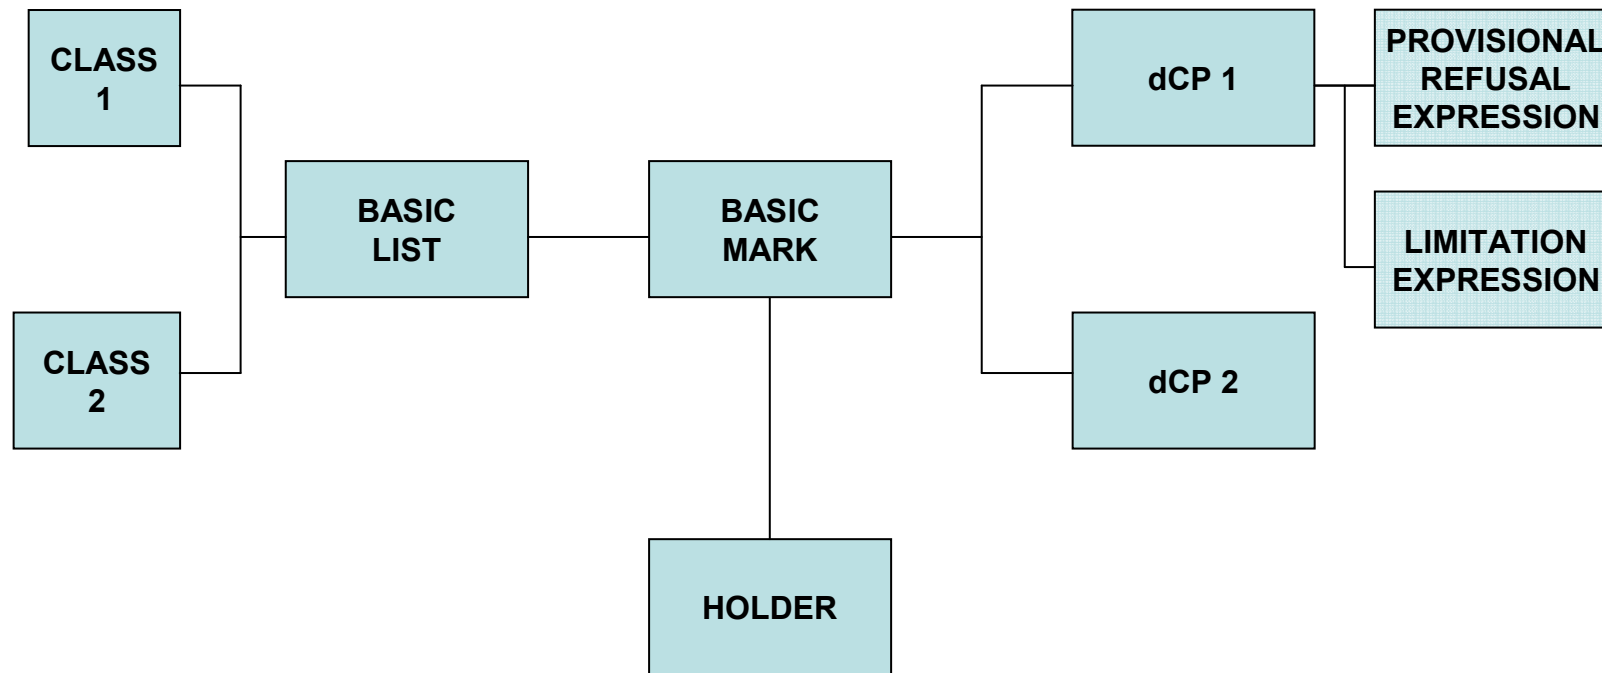 CLASS
1
BASIC
LIST
CLASS
2
BASIC
MARK
HOLDER
dCP 1
dCP 2
PROVISIONAL
REFUSAL
EXPRESSION
LIMITATION
EXPRESSION